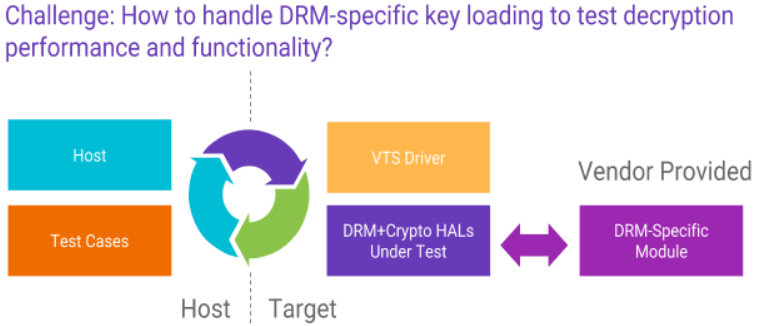 Challenge: How to handle DRM-specific key loading to test decryption
performance and functionality?
Host
VTS Driver
Vendor Provided
Test Cases
DRM+Crypto HALs
Under Test
DRM-Specific
Module
Host
Target